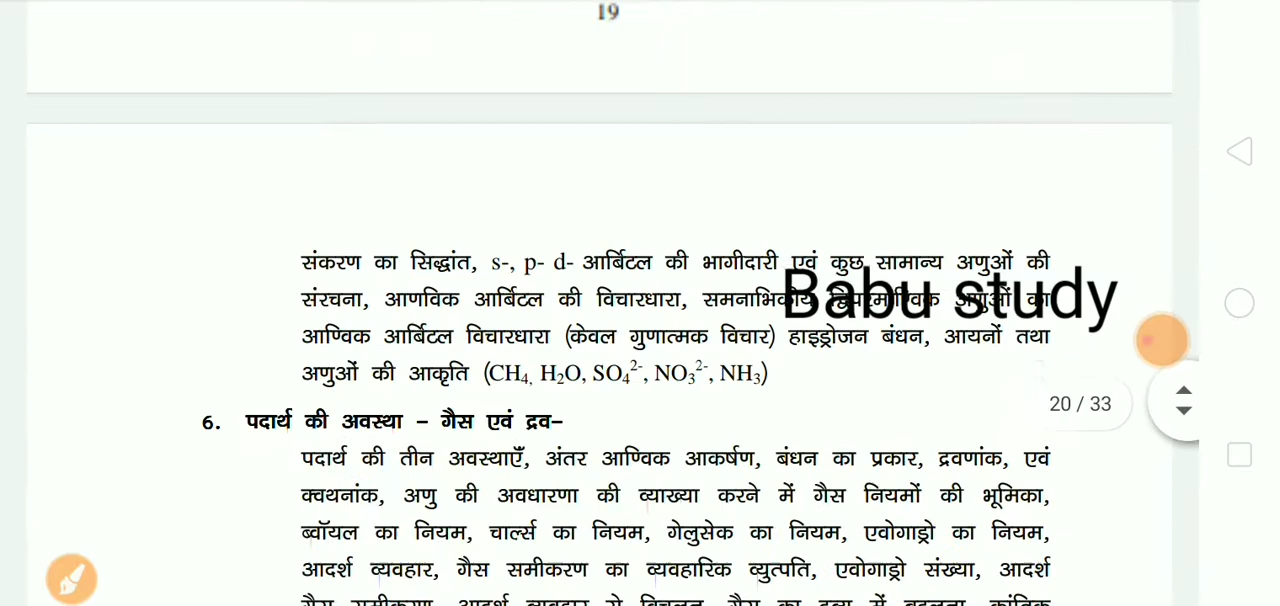 19
संकरण का सिद्धांत, s-, p- d- आर्बिटल की भागीदारी एवं कुछ सामान्य अणुओं की
संरचना, आणविक आर्बिटल की विचारधारा, समनाभिकीय द्विपरमाण्विक अणुओं का
Babu study
आण्विक आर्बिटल विचारधारा (केवल गुणात्मक विचार) हाइड्रोजन बंधन, आयनों तथा
अणुओं की आकृति (CH₄, H₂O, SO₄²⁻, NO₃²⁻, NH₃)
20 / 33
6. पदार्थ की अवस्था – गैस एवं द्रव–
पदार्थ की तीन अवस्थाएँ, अंतर आण्विक आकर्षण, बंधन का प्रकार, द्रवणांक, एवं
क्वथनांक, अणु की अवधारणा की व्याख्या करने में गैस नियमों की भूमिका,
ब्वॉयल का नियम, चार्ल्स का नियम, गेलुसेक का नियम, एवोगाड्रो का नियम,
आदर्श व्यवहार, गैस समीकरण का व्यवहारिक व्युत्पति, एवोगाड्रो संख्या, आदर्श